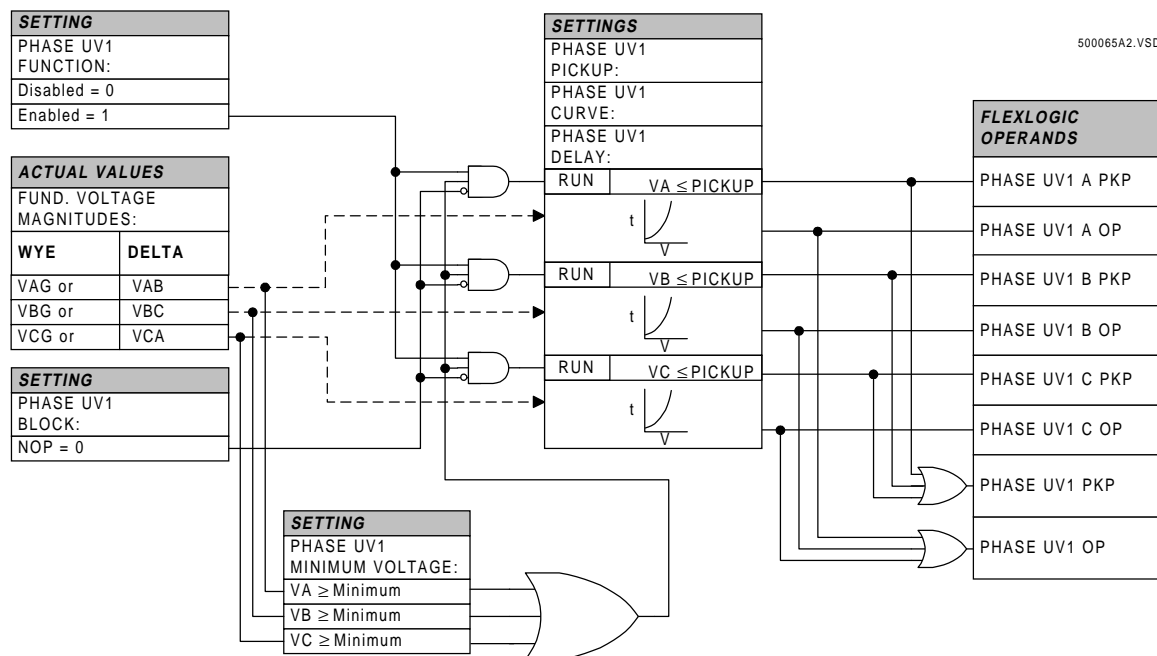 SETTING
PHASE UV1
FUNCTION:
Disabled = 0
Enabled = 1
ACTUAL VALUES
FUND. VOLTAGE
MAGNITUDES:
WYE DELTA
VAG or VAB
VBG or VBC
VCG or VCA
SETTING
PHASE UV1
BLOCK:
NOP = 0
SETTING
PHASE UV1
MINIMUM VOLTAGE:
VA ≥ Minimum
VB ≥ Minimum
VC ≥ Minimum
SETTINGS
PHASE UV1
PICKUP:
PHASE UV1
CURVE:
PHASE UV1
DELAY:
RUN VA ≤ PICKUP
t
V
RUN VB ≤ PICKUP
t
V
RUN VC ≤ PICKUP
t
V
500065A2.VSD
FLEXLOGIC
OPERANDS
PHASE UV1 A PKP
PHASE UV1 A OP
PHASE UV1 B PKP
PHASE UV1 B OP
PHASE UV1 C PKP
PHASE UV1 C OP
PHASE UV1 PKP
PHASE UV1 OP